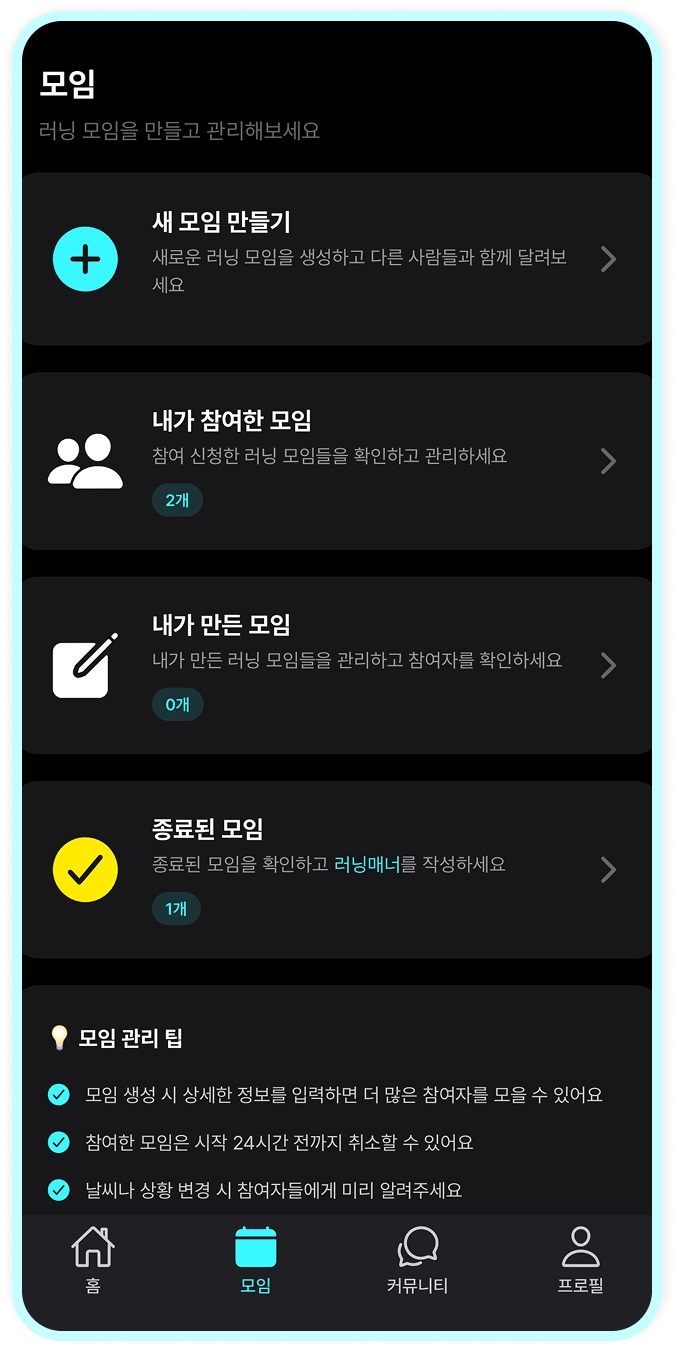 모임
러닝 모임을 만들고 관리해보세요
새 모임 만들기
새로운 러닝 모임을 생성하고 다른 사람들과 함께 달려보
세요
내가 참여한 모임
참여 신청한 러닝 모임들을 확인하고 관리하세요
2개
내가 만든 모임
내가 만든 러닝 모임들을 관리하고 참여자를 확인하세요
0개
종료된 모임
종료된 모임을 확인하고 러닝매너를 작성하세요
1개
💡 모임 관리 팁
모임 생성 시 상세한 정보를 입력하면 더 많은 참여자를 모을 수 있어요
참여한 모임은 시작 24시간 전까지 취소할 수 있어요
날씨나 상황 변경 시 참여자들에게 미리 알려주세요
홈 모임 커뮤니티 프로필